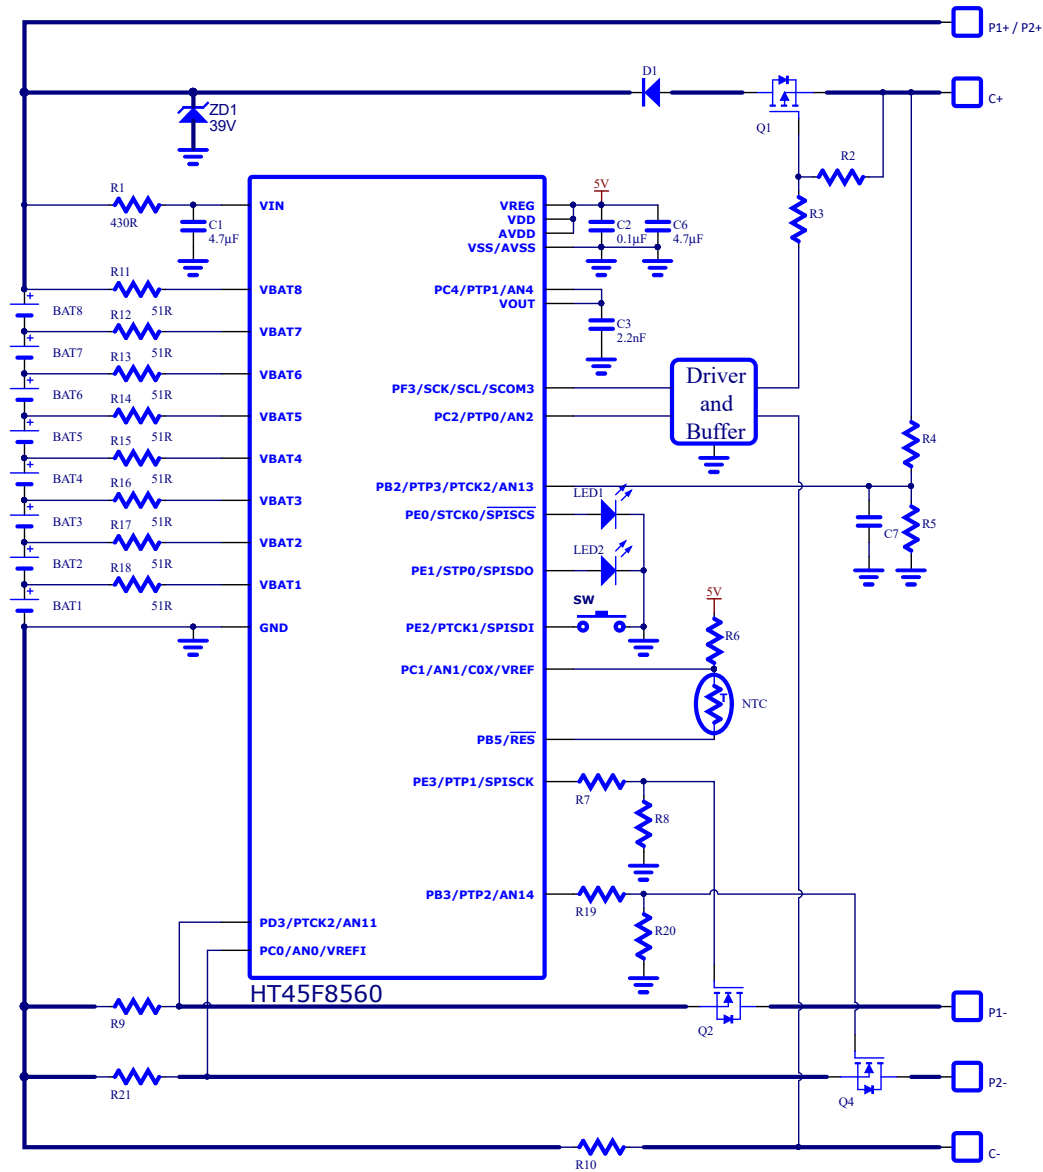 P1+ / P2+
D1
C+
ZD1
39V
Q1
R2
R1
430R
C1
4.7µF
VIN
VREG
VDD
AVDD
VSS/AVSS
5V
C2
0.1µF
C6
4.7µF
R3
R11
51R
VBAT8
PC4/PTP1/AN4
VOUT
C3
2.2nF
BAT8
R12
51R
VBAT7
BAT7
R13
51R
VBAT6
PF3/SCK/SCL/SCOM3
Driver
and
Buffer
BAT6
R14
51R
VBAT5
PC2/PTP0/AN2
BAT5
R15
51R
VBAT4
R4
BAT4
R16
51R
VBAT3
PB2/PTP3/PTCK2/AN13
LED1
PE0/STCK0/SPISCS
C7
R5
BAT3
R17
51R
VBAT2
LED2
BAT2
R18
51R
VBAT1
PE1/STP0/SPISDO
BAT1
5V
SW
GND
PE2/PTCK1/SPISDI
R6
PC1/AN1/C0X/VREF
T
NTC
PB5/RES
PE3/PTP1/SPISCK
R7
R8
PB3/PTP2/AN14
R19
R20
PD3/PTCK2/AN11
PC0/AN0/VREFI
HT45F8560
R9
Q2
P1-
R21
Q4
P2-
R10
C-
+
+
+
+
+
+
+
+